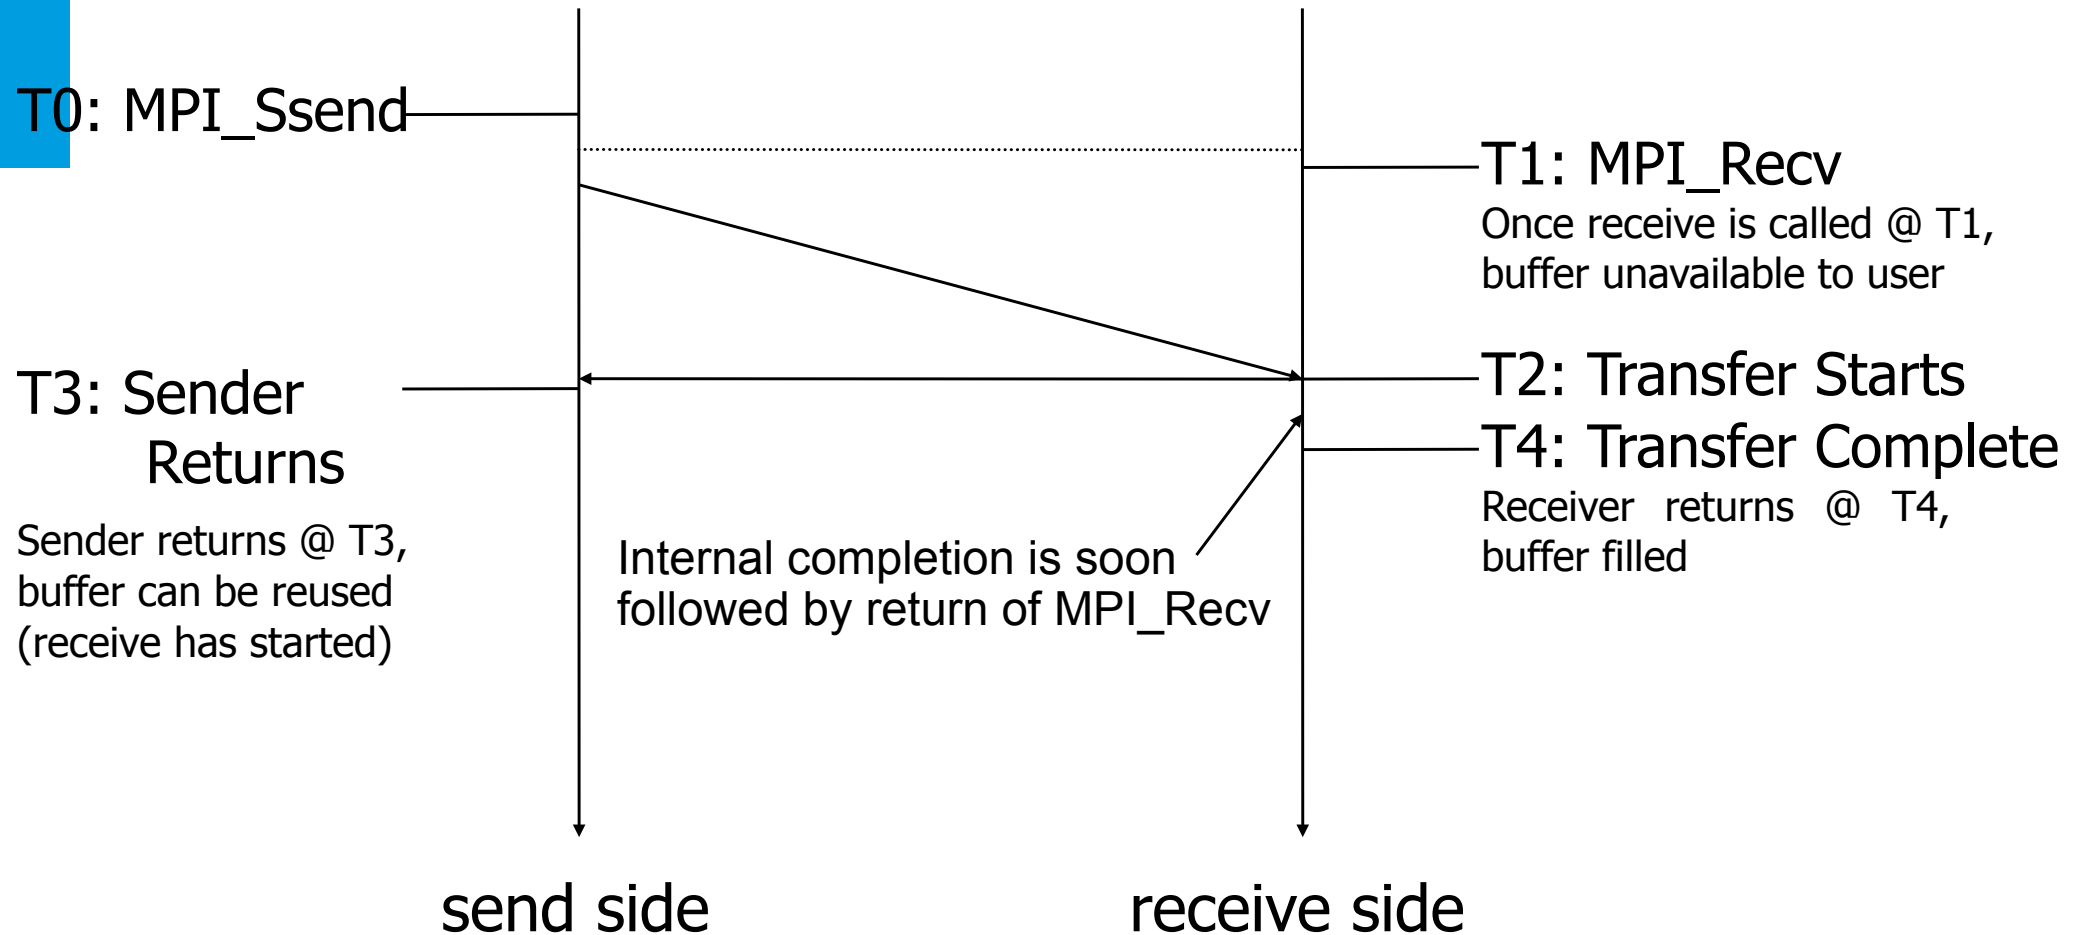 T0: MPI_Ssend
T1: MPI_Recv
Once receive is called @ T1,
buffer unavailable to user
T2: Transfer Starts
T3: Sender
Returns
T4: Transfer Complete
Receiver returns @ T4,
buffer filled
Sender returns @ T3,
buffer can be reused
(receive has started)
Internal completion is soon
followed by return of MPI_Recv
send side
receive side